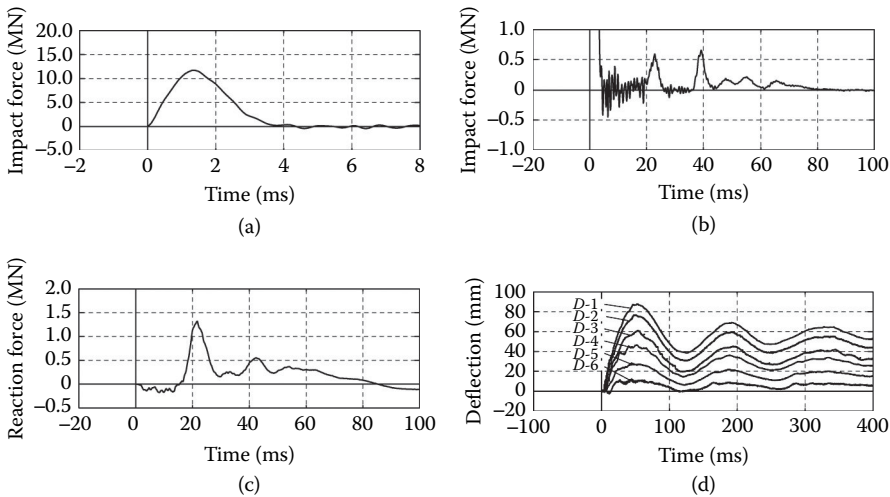 Impact force (MN)
20.0
15.0
10.0
5.0
0
−5.0
−2 0 2 4 6 8
Time (ms)
(a)
Impact force (MN)
1.0
0.5
0.0
−0.5
−1.0
−20 0 20 40 60 80 100
Time (ms)
(b)
Reaction force (MN)
2.0
1.5
1.0
0.5
0
−0.5
−20 0 20 40 60 80 100
Time (ms)
(c)
Deflection (mm)
100
80
60
40
20
0
−20
D-1
D-2
D-3
D-4
D-5
D-6
−100 0 100 200 300 400
Time (ms)
(d)